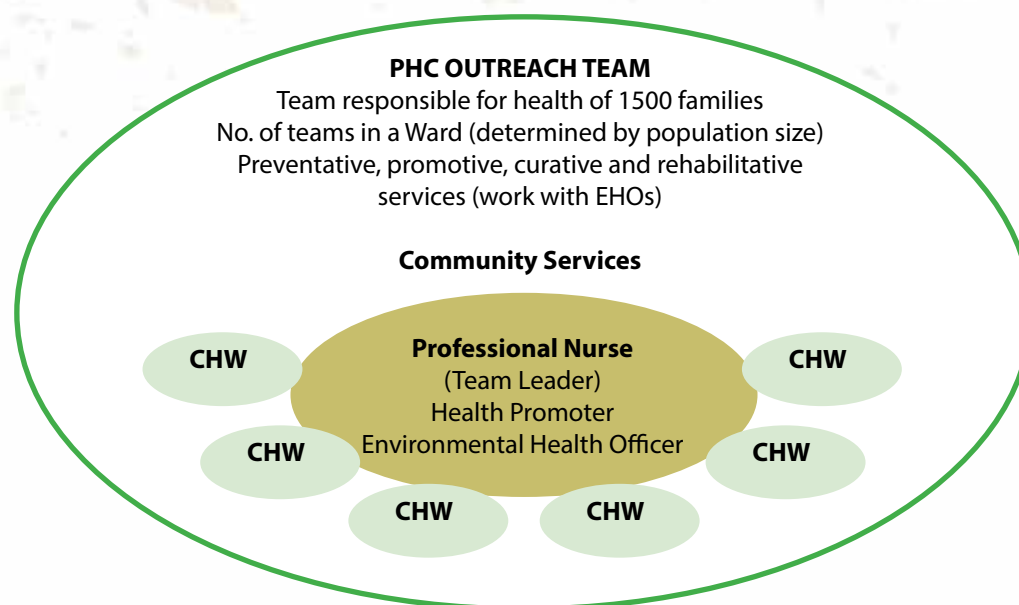 PHC OUTREACH TEAM
Team responsible for health of 1500 families
No. of teams in a Ward (determined by population size)
Preventative, promotive, curative and rehabilitative
services (work with EHOs)
Community Services
Professional Nurse
(Team Leader)
Health Promoter
Environmental Health Officer
CHW
CHW
CHW
CHW
CHW
CHW